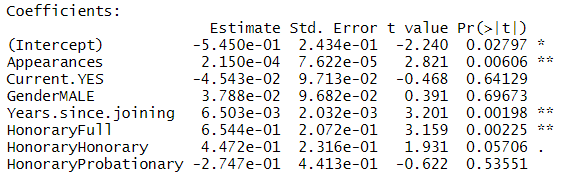 Coefficients:
Estimate Std. Error t value Pr(>|t|)
(Intercept) -5.450e-01 2.434e-01 -2.240 0.02797 *
Appearances 2.150e-04 7.622e-05 2.821 0.00606 **
Current.YES -4.543e-02 9.713e-02 -0.468 0.64129
GenderMALE 3.788e-02 9.682e-02 0.391 0.69673
Years.since.joining 6.503e-03 2.032e-03 3.201 0.00198 **
HonoraryFull 6.544e-01 2.072e-01 3.159 0.00225 **
HonoraryHonorary 4.472e-01 2.316e-01 1.931 0.05706 .
HonoraryProbationary -2.747e-01 4.413e-01 -0.622 0.53551